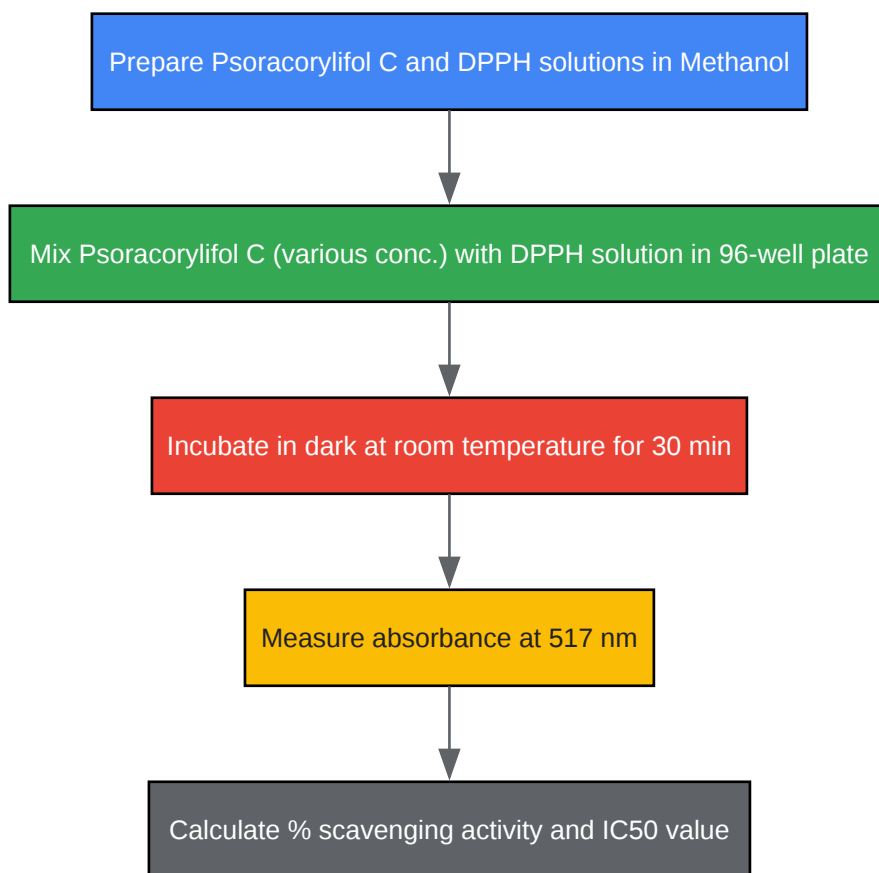 Prepare Psoracorylifol C and DPPH solutions in Methanol
Mix Psoracorylifol C (various conc.) with DPPH solution in 96-well plate
Incubate in dark at room temperature for 30 min
Measure absorbance at 517 nm
Calculate % scavenging activity and IC50 value